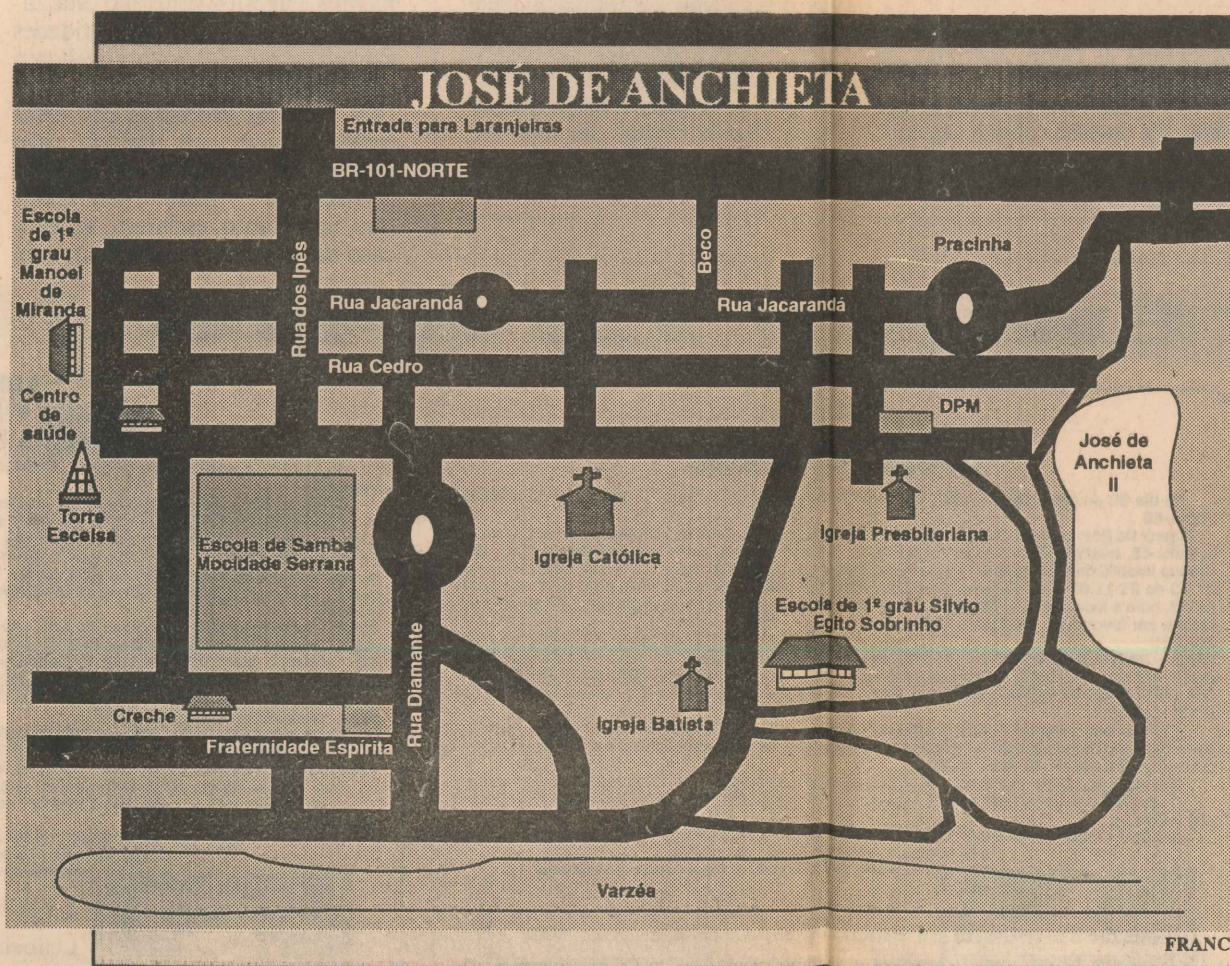 JOSÉ DE ANCHIETA
Entrada para Laranjeiras
BR-101-NORTE
Escola
de 1º
grau
Manoel
de
Miranda
Rua dos Ipês
Beco
Pracinha
Rua Jacarandá
Rua Jacarandá
Rua Cedro
Centro
de
saúde
DPM
José de
Anchieta
II
Torre
Escelsa
Escola de Samba
Mocidade Serrana
Igreja Católica
Igreja Presbiteriana
Escola de 1º grau Silvio
Egito Sobrinho
Rua Diamante
Igreja Batista
Creche
Fraternidade Espírita
Varzéa
FRANC